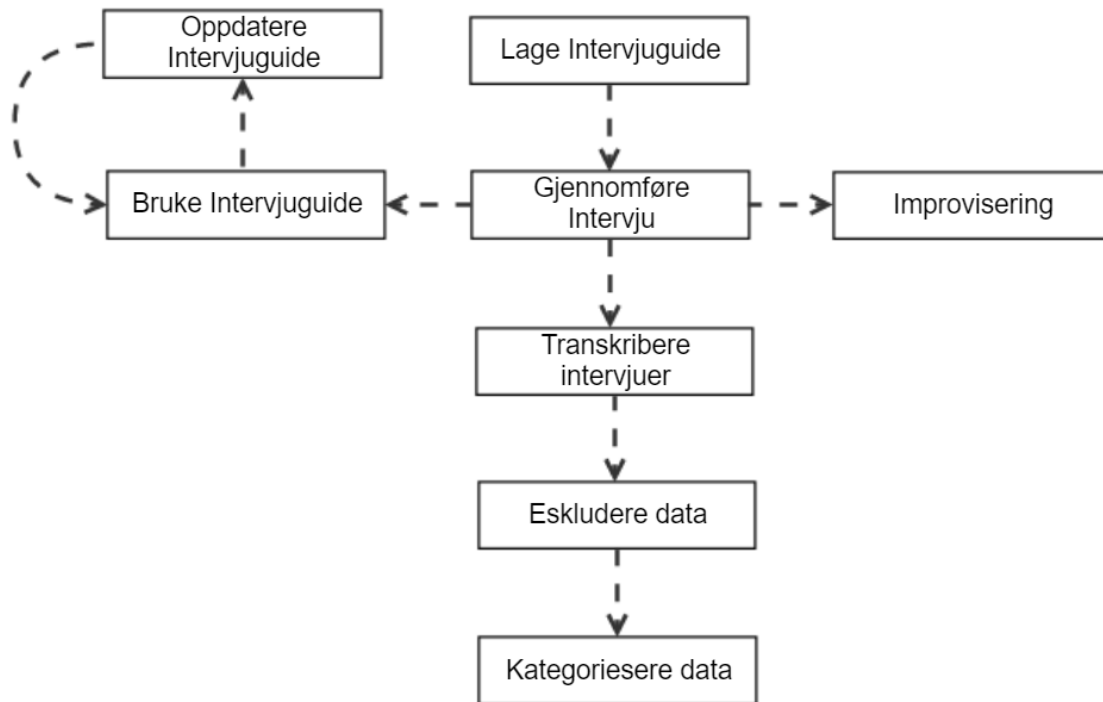 Oppdatere
Intervjuguide
Lage Intervjuguide
Bruke Intervjuguide
Gjennomføre
Intervju
Improvisering
Transkribere
intervjuer
Eskludere data
Kategoriesere data